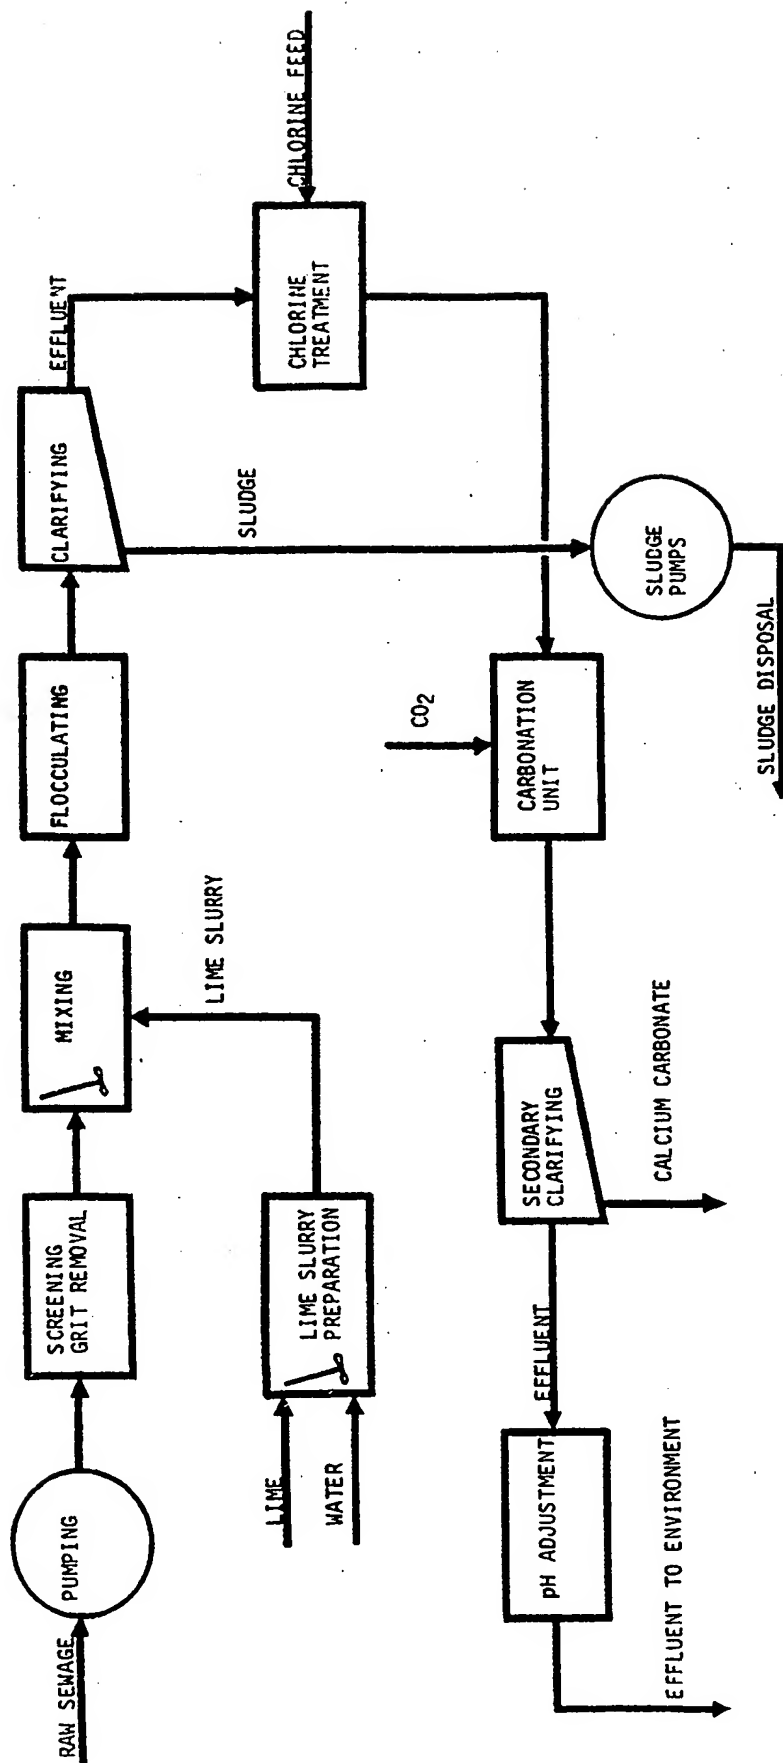 RAW SEWAGE
PUMPING
SCREENING
GRIT REMOVAL
MIXING
FLOCCULATING
CLARIFYING
EFFLUENT
LIME
WATER
LIME SLURRY
PREPARATION
LIME SLURRY
SLUDGE
CHLORINE
TREATMENT
CHLORINE FEED
CO2
CARBONATION
UNIT
SLUDGE
PUMPS
SLUDGE DISPOSAL
SECONDARY
CLARIFYING
CALCIUM CARBONATE
EFFLUENT
pH ADJUSTMENT
EFFLUENT TO ENVIRONMENT